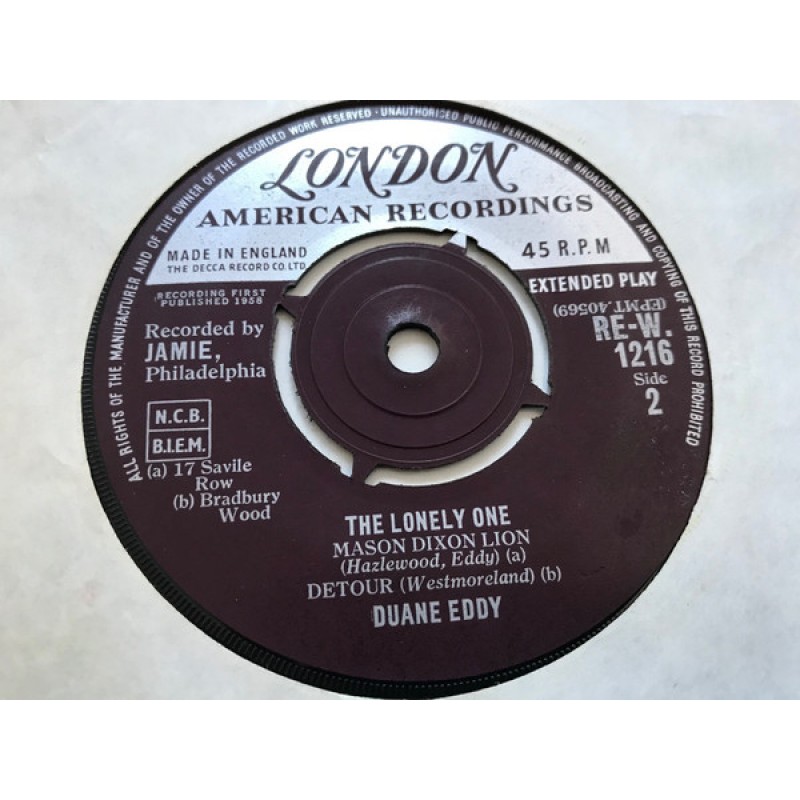 ALL RIGHTS OF THE MANUFACTURER AND OF THE OWNER OF THE RECORDED WORK RESERVED · UNAUTHORISED PUBLIC PERFORMANCE BROADCASTING AND COPYING OF THIS RECORD PROHIBITED
LONDON
AMERICAN RECORDINGS
MADE IN ENGLAND
THE DECCA RECORD CO. LTD.
45 R.P.M
EXTENDED PLAY
RECORDING FIRST
PUBLISHED 1958
(EPMT.40569)
Recorded by
JAMIE,
Philadelphia
RE-W.
1216
Side
2
N.C.B.
B.I.E.M.
(a) 17 Savile
Row
(b) Bradbury
Wood
THE LONELY ONE
MASON DIXON LION
(Hazlewood, Eddy) (a)
DETOUR (Westmoreland) (b)
DUANE EDDY